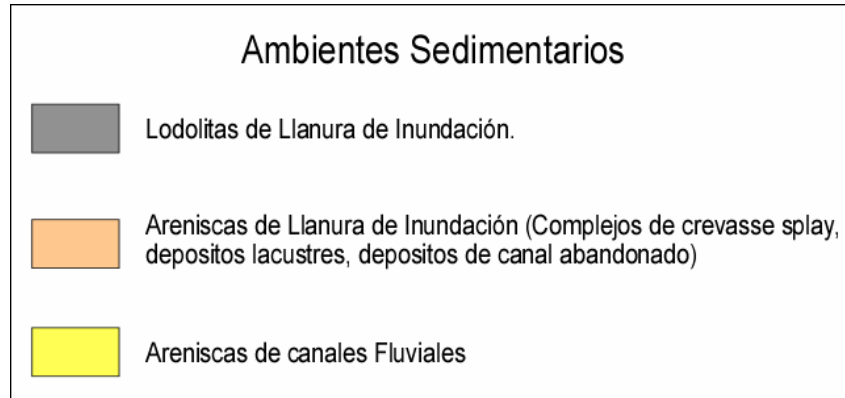 Ambientes Sedimentarios
Lodolitas de Llanura de Inundación.
Areniscas de Llanura de Inundación (Complejos de crevasse splay,
depositos lacustres, depositos de canal abandonado)
Areniscas de canales Fluviales